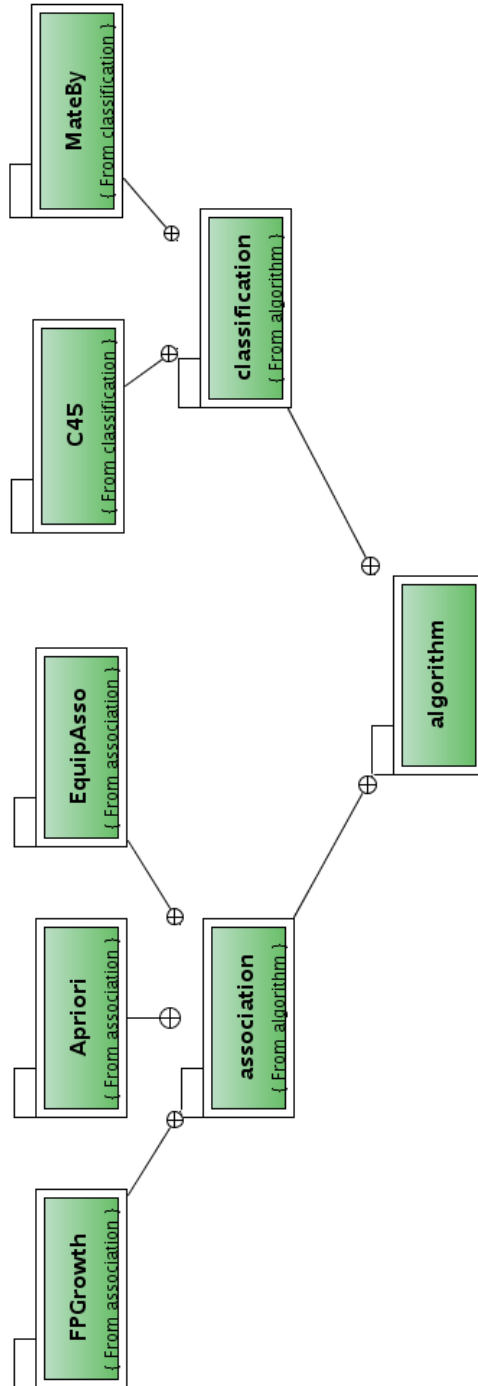 MateBy
{ From classification }
C45
{ From classification }
classification
{ From algorithm }
EquipAsso
{ From association }
Apriori
{ From association }
FPGrowth
{ From association }
association
{ From algorithm }
algorithm